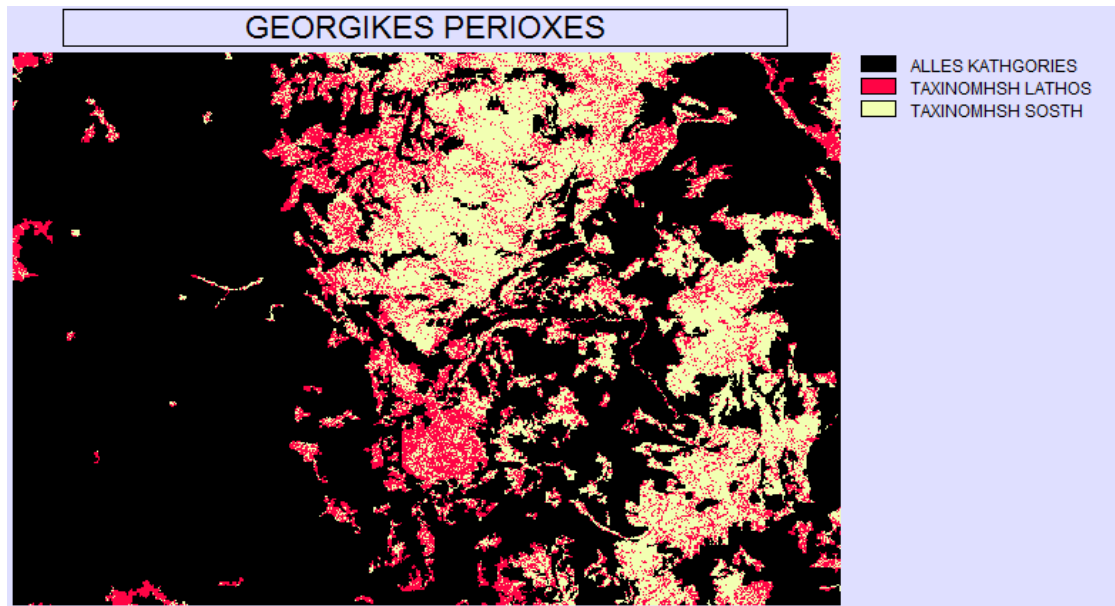 GEORGIKES PERIOXES
ALLES KATHGORIES
TAXINOMHSH LATHOS
TAXINOMHSH SOSTH